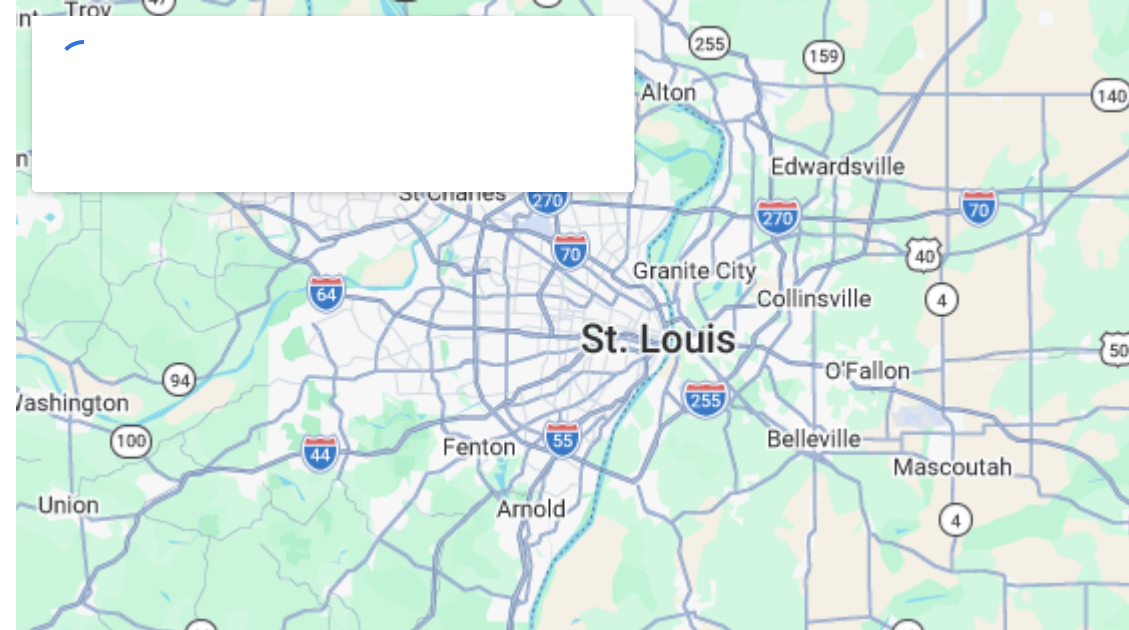 Troy
47
255
159
Alton
140
Edwardsville
St Charles
270
270
70
70
40
Granite City
64
Collinsville
4
St. Louis
50
O'Fallon
94
255
Washington
100
Fenton
55
Belleville
44
Mascoutah
Union
Arnold
4